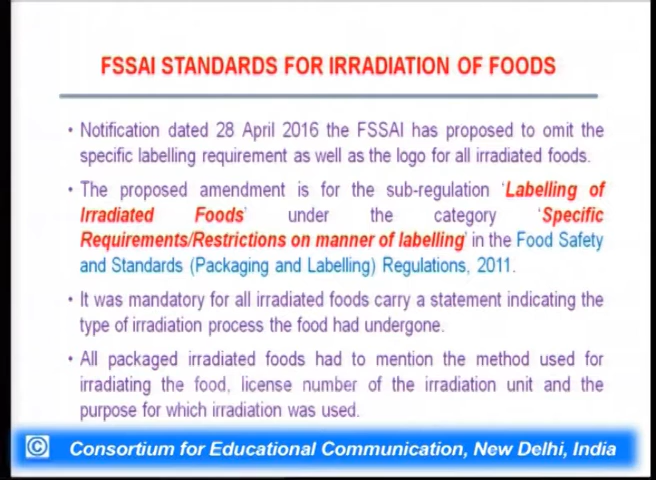 FSSAI STANDARDS FOR IRRADIATION OF FOODS
• Notification dated 28 April 2016 the FSSAI has proposed to omit the
specific labelling requirement as well as the logo for all irradiated foods.
• The proposed amendment is for the sub-regulation ‘Labelling of
Irradiated Foods’ under the category ‘Specific
Requirements/Restrictions on manner of labelling’ in the Food Safety
and Standards (Packaging and Labelling) Regulations, 2011.
• It was mandatory for all irradiated foods carry a statement indicating the
type of irradiation process the food had undergone.
• All packaged irradiated foods had to mention the method used for
irradiating the food, license number of the irradiation unit and the
purpose for which irradiation was used.
© Consortium for Educational Communication, New Delhi, India